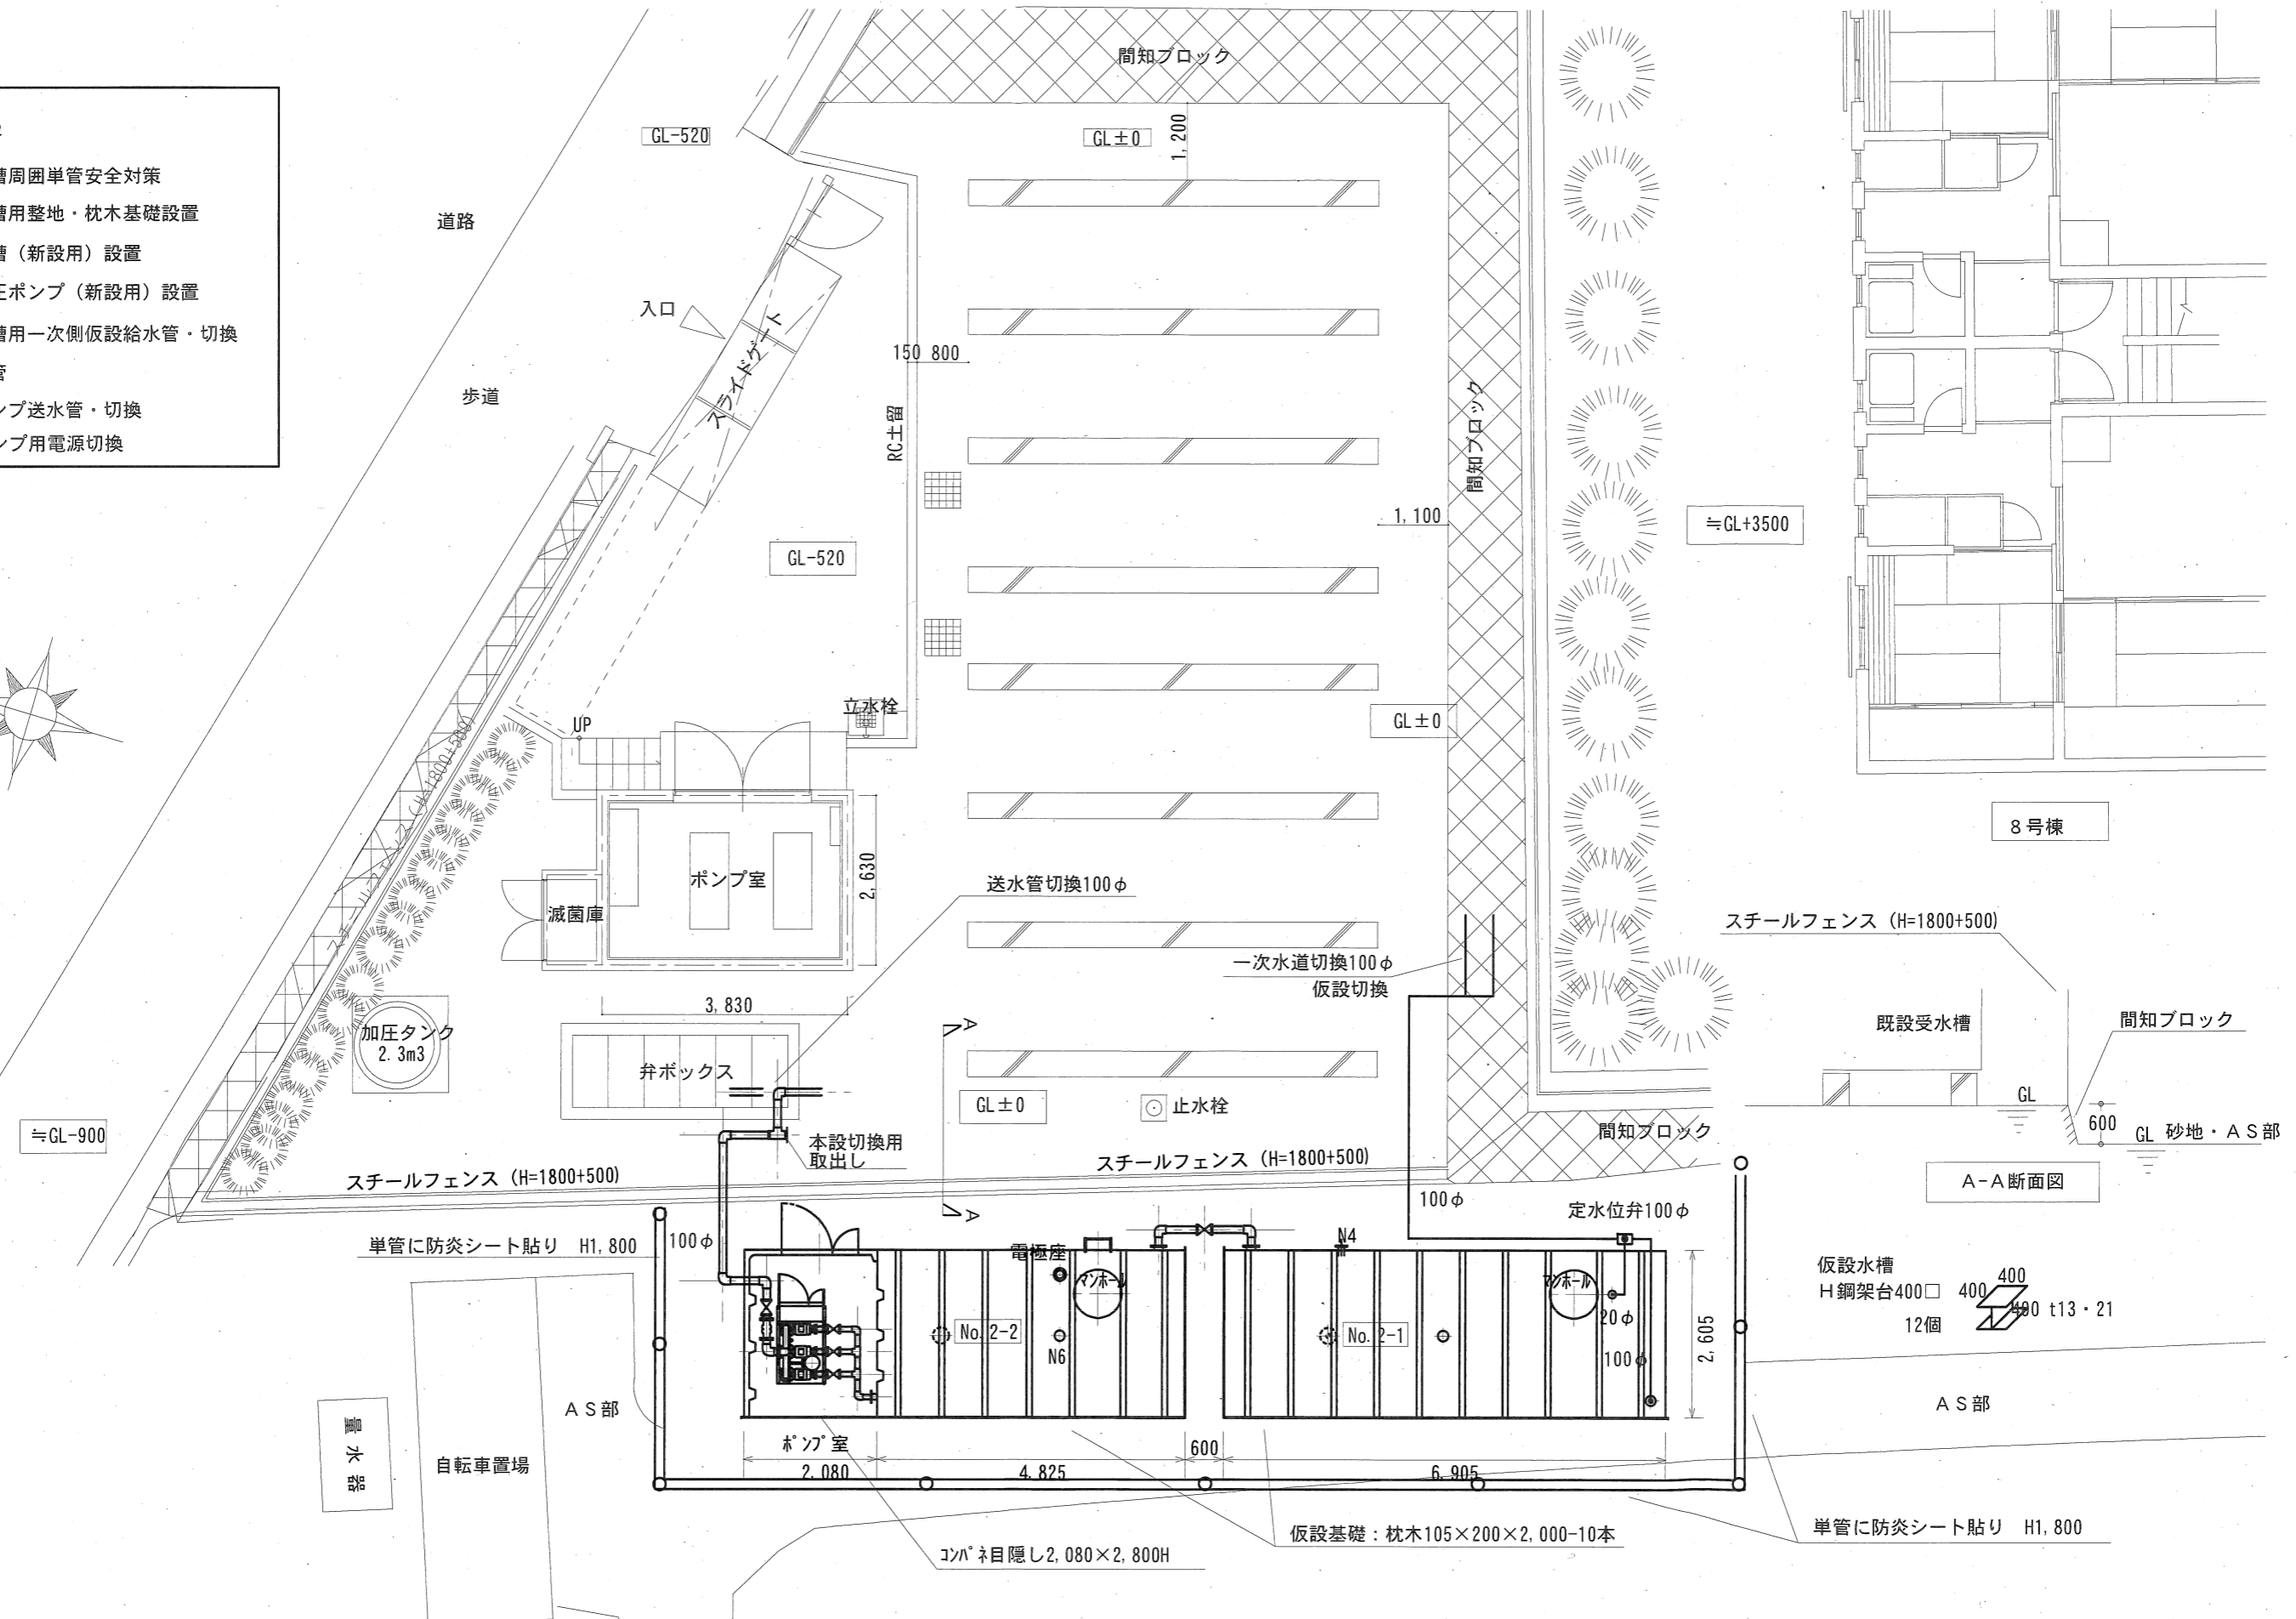 槽周囲単管安全対策
槽用整地・枕木基礎設置
槽（新設用）設置
圧ポンプ（新設用）設置
槽用一次側仮設給水管・切換
管
ンプ送水管・切換
ンプ用電源切換
道路
歩道
入口
スライドゲート
GL-520
間知ブロック
GL±0
1,200
150 800
RC土留
間知ブロック
1,100
GL-520
≒GL+3500
立水栓
UP
GL±0
(H=1800+500)
ポンプ室
滅菌庫
2,630
3,830
送水管切換100φ
一次水道切換100φ
仮設切換
8号棟
スチールフェンス (H=1800+500)
既設受水槽
間知ブロック
GL
600
GL 砂地・AS部
A-A断面図
加圧タンク
2.3m3
弁ボックス
A
A
GL±0
止水栓
間知ブロック
≒GL-900
本設切換用
取出し
スチールフェンス (H=1800+500)
スチールフェンス (H=1800+500)
100φ
定水位弁100φ
単管に防炎シート貼り H1,800
100φ
電極座
マンホール
N4
マンホール
仮設水槽
H鋼架台400□
12個
400
400
400 t13・21
No.2-2
N6
No.2-1
20φ
100φ
2,605
AS部
AS部
量水器
自転車置場
ポンプ室
2,080
4,825
600
6,905
コンパネ目隠し2,080×2,800H
仮設基礎：枕木105×200×2,000-10本
単管に防炎シート貼り H1,800